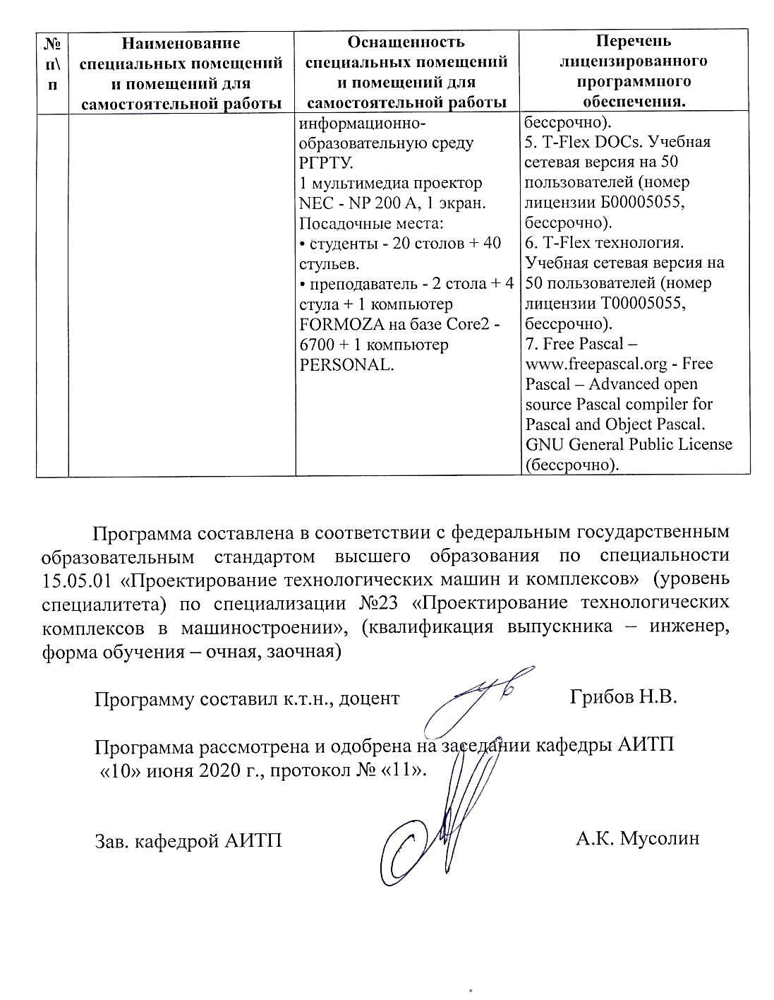 №
п\
п
Наименование
специальных помещений
и помещений для
самостоятельной работы
Оснащенность
специальных помещений
и помещений для
самостоятельной работы
Перечень
лицензированного
программного
обеспечения.
информационно-
образовательную среду
РГРТУ.
1 мультимедиа проектор
NEC - NP 200 A, 1 экран.
Посадочные места:
• студенты - 20 столов + 40
стульев.
• преподаватель - 2 стола + 4
стула + 1 компьютер
FORMOZA на базе Core2 -
6700 + 1 компьютер
PERSONAL.
бессрочно).
5. T-Flex DOCs. Учебная
сетевая версия на 50
пользователей (номер
лицензии Б00005055,
бессрочно).
6. T-Flex технология.
Учебная сетевая версия на
50 пользователей (номер
лицензии Т00005055,
бессрочно).
7. Free Pascal –
www.freepascal.org - Free
Pascal – Advanced open
source Pascal compiler for
Pascal and Object Pascal.
GNU General Public License
(бессрочно).
Программа составлена в соответствии с федеральным государственным
образовательным стандартом высшего образования по специальности
15.05.01 «Проектирование технологических машин и комплексов» (уровень
специалитета) по специализации №23 «Проектирование технологических
комплексов в машиностроении», (квалификация выпускника – инженер,
форма обучения – очная, заочная)
Программу составил к.т.н., доцент Грибов Н.В.
Программа рассмотрена и одобрена на заседании кафедры АИТП
«10» июня 2020 г., протокол № «11».
Зав. кафедрой АИТП А.К. Мусолин